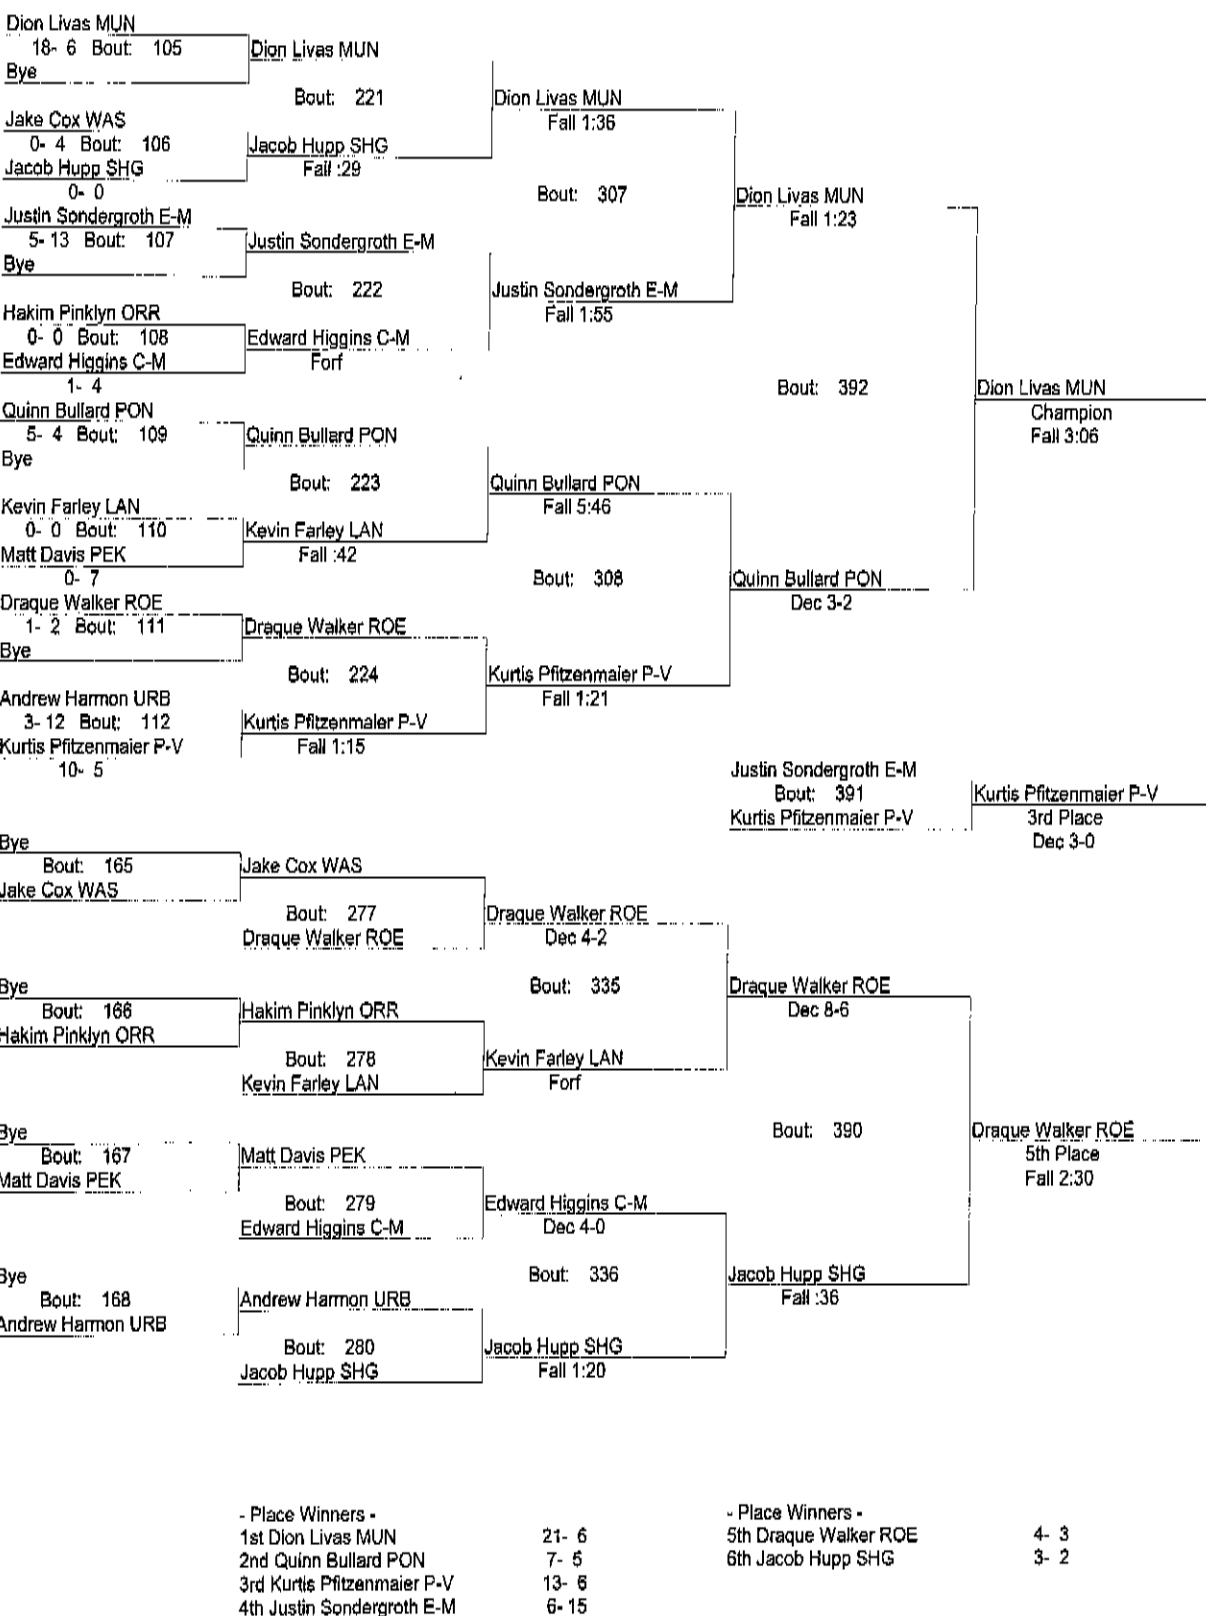 Dion Livas MUN
18- 6 Bout: 105
Bye
Dion Livas MUN
Bout: 221
Jake Cox WAS
0- 4 Bout: 106
Jacob Hupp SHG
0- 0
Jacob Hupp SHG
Fall :29
Dion Livas MUN
Fall 1:36
Bout: 307
Justin Sondergroth E-M
5- 13 Bout: 107
Bye
Justin Sondergroth E-M
Bout: 222
Hakim Pinklyn ORR
0- 0 Bout: 108
Edward Higgins C-M
1- 4
Edward Higgins C-M
Forf
Justin Sondergroth E-M
Fall 1:55
Dion Livas MUN
Fall 1:23
Bout: 392
Dion Livas MUN
Champion
Fall 3:06
Quinn Bullard PON
5- 4 Bout: 109
Bye
Quinn Bullard PON
Bout: 223
Kevin Farley LAN
0- 0 Bout: 110
Matt Davis PEK
0- 7
Kevin Farley LAN
Fall :42
Quinn Bullard PON
Fall 5:46
Bout: 308
Quinn Bullard PON
Dec 3-2
Draque Walker ROE
1- 2 Bout: 111
Bye
Draque Walker ROE
Bout: 224
Andrew Harmon URB
3- 12 Bout: 112
Kurtis Pfitzenmaier P-V
10- 5
Kurtis Pfitzenmaier P-V
Fall 1:15
Kurtis Pfitzenmaier P-V
Fall 1:21
Justin Sondergroth E-M
Bout: 391
Kurtis Pfitzenmaier P-V
Kurtis Pfitzenmaier P-V
3rd Place
Dec 3-0
Bye
Bout: 165
Jake Cox WAS
Jake Cox WAS
Bout: 277
Draque Walker ROE
Draque Walker ROE
Dec 4-2
Bout: 335
Bye
Bout: 166
Hakim Pinklyn ORR
Hakim Pinklyn ORR
Bout: 278
Kevin Farley LAN
Kevin Farley LAN
Forf
Draque Walker ROE
Dec 8-6
Bout: 390
Draque Walker ROE
5th Place
Fall 2:30
Bye
Bout: 167
Matt Davis PEK
Matt Davis PEK
Bout: 279
Edward Higgins C-M
Edward Higgins C-M
Dec 4-0
Bout: 336
Jacob Hupp SHG
Fall :36
Bye
Bout: 168
Andrew Harmon URB
Andrew Harmon URB
Bout: 280
Jacob Hupp SHG
Jacob Hupp SHG
Fall 1:20
- Place Winners -
1st Dion Livas MUN 21- 6
2nd Quinn Bullard PON 7- 5
3rd Kurtis Pfitzenmaier P-V 13- 6
4th Justin Sondergroth E-M 6- 15
- Place Winners -
5th Draque Walker ROE 4- 3
6th Jacob Hupp SHG 3- 2